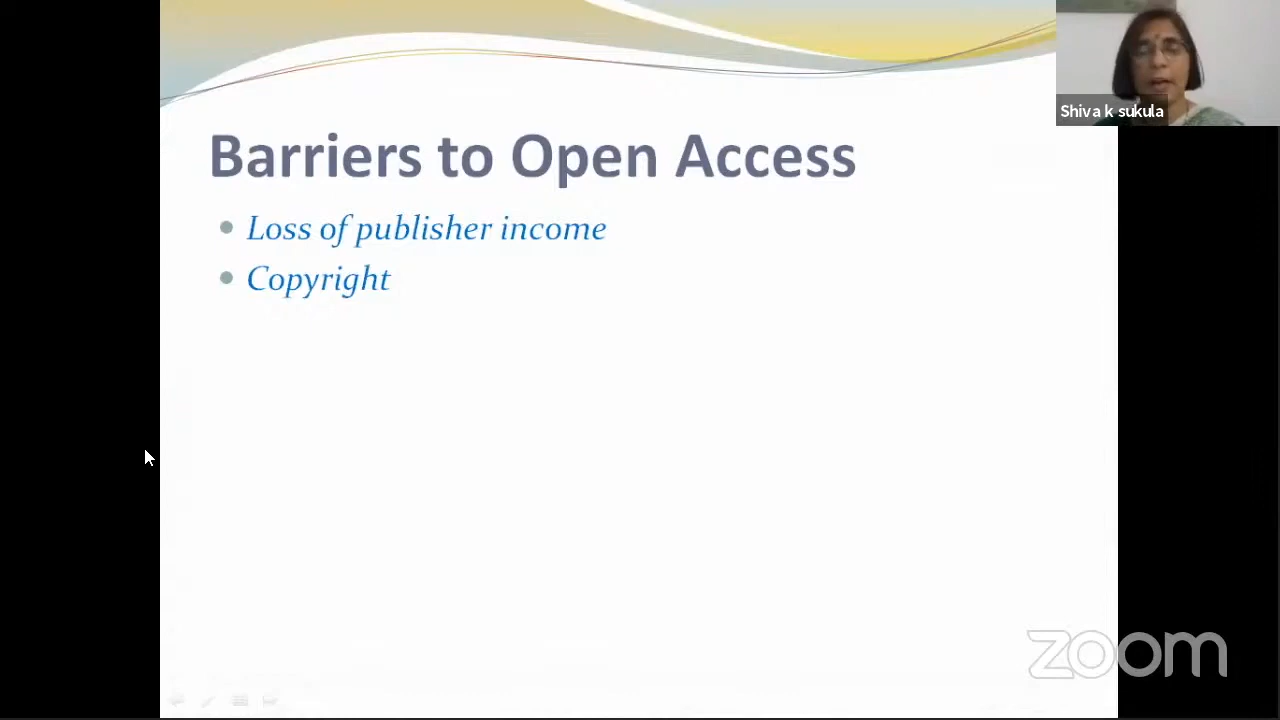 Shiva k sukula
Barriers to Open Access
Loss of publisher income
Copyright
zoom